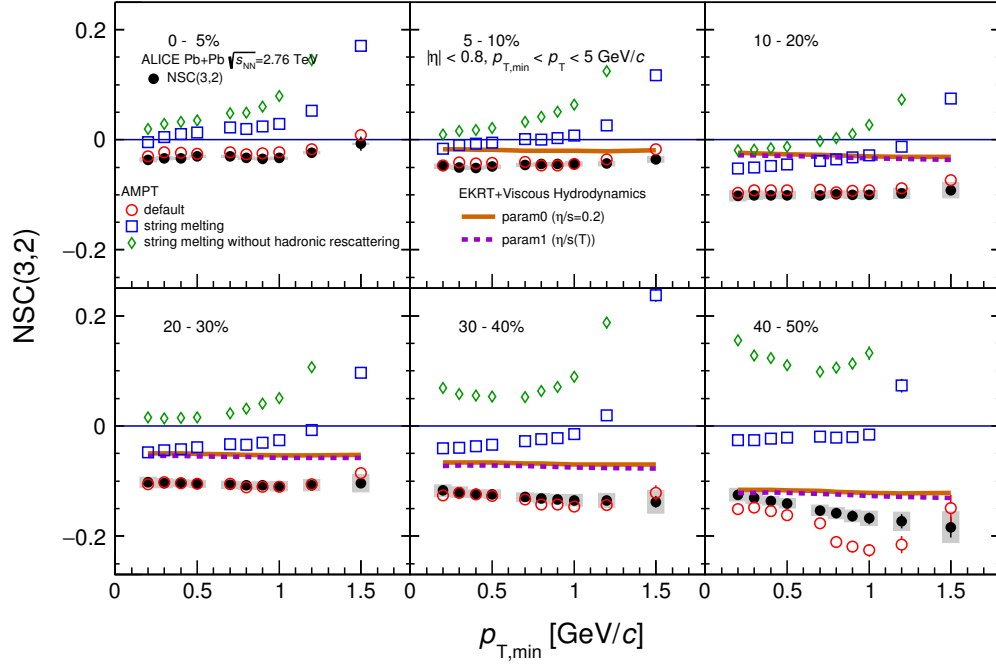 0 - 5%
ALICE Pb+Pb √sNN=2.76 TeV
NSC(3,2)
5 - 10%
|η| < 0.8, pT,min < pT < 5 GeV/c
10 - 20%
AMPT
default
string melting
string melting without hadronic rescattering
EKRT+Viscous Hydrodynamics
param0 (η/s=0.2)
param1 (η/s(T))
20 - 30%
30 - 40%
40 - 50%
0.2
0
−0.1
−0.2
0.2
0
−0.2
NSC(3,2)
0 0.5 1 1.5 0 0.5 1 1.5 0 0.5 1 1.5
pT,min [GeV/c]